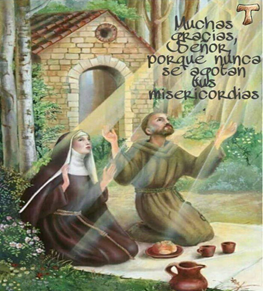 Muchas
gracias,
Señor,
porque nunca
se agotan
tus
misericordias